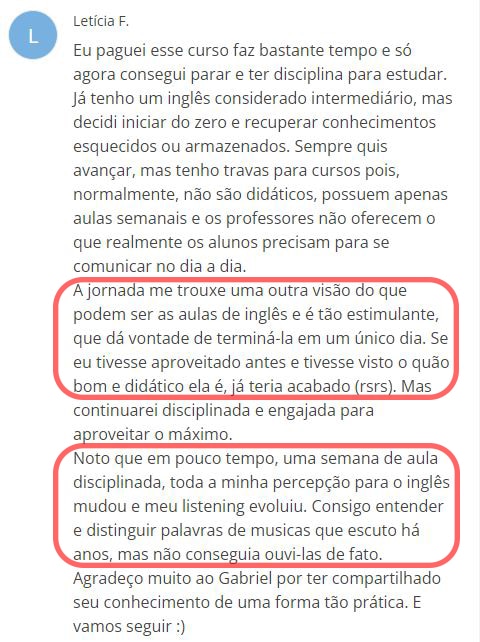 Letícia F.
L
Eu paguei esse curso faz bastante tempo e só
agora consegui parar e ter disciplina para estudar.
Já tenho um inglês considerado intermediário, mas
decidi iniciar do zero e recuperar conhecimentos
esquecidos ou armazenados. Sempre quis
avançar, mas tenho travas para cursos pois,
normalmente, não são didáticos, possuem apenas
aulas semanais e os professores não oferecem o
que realmente os alunos precisam para se
comunicar no dia a dia.
A jornada me trouxe uma outra visão do que
podem ser as aulas de inglês e é tão estimulante,
que dá vontade de terminá-la em um único dia. Se
eu tivesse aproveitado antes e tivesse visto o quão
bom e didático ela é, já teria acabado (rsrs). Mas
continuarei disciplinada e engajada para
aproveitar o máximo.
Noto que em pouco tempo, uma semana de aula
disciplinada, toda a minha percepção para o inglês
mudou e meu listening evoluiu. Consigo entender
e distinguir palavras de musicas que escuto há
anos, mas não conseguia ouvi-las de fato.
Agradeço muito ao Gabriel por ter compartilhado
seu conhecimento de uma forma tão prática. E
vamos seguir :)